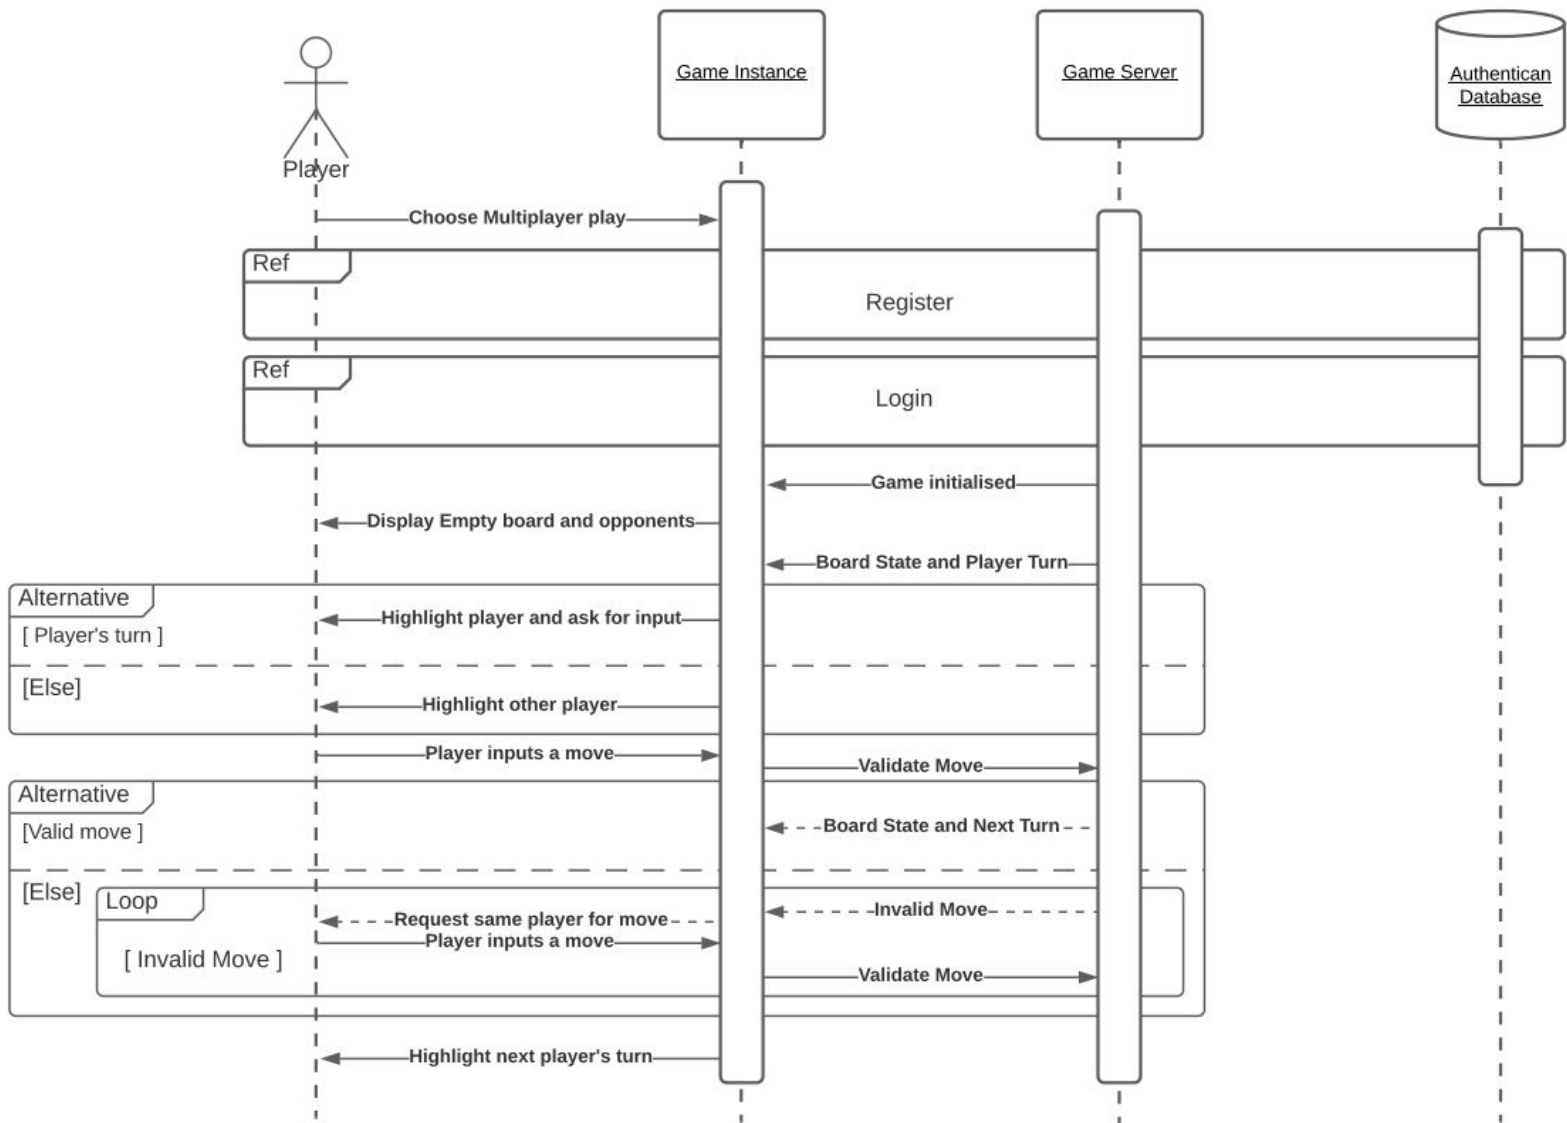 Player
Game Instance
Game Server
Authentican
Database
Choose Multiplayer play
Ref
Register
Ref
Login
Game initialised
Display Empty board and opponents
Board State and Player Turn
Alternative
Highlight player and ask for input
[ Player's turn ]
[Else]
Highlight other player
Player inputs a move
Validate Move
Alternative
[Valid move ]
Board State and Next Turn
[Else]
Loop
Invalid Move
Request same player for move
Player inputs a move
[ Invalid Move ]
Validate Move
Highlight next player's turn